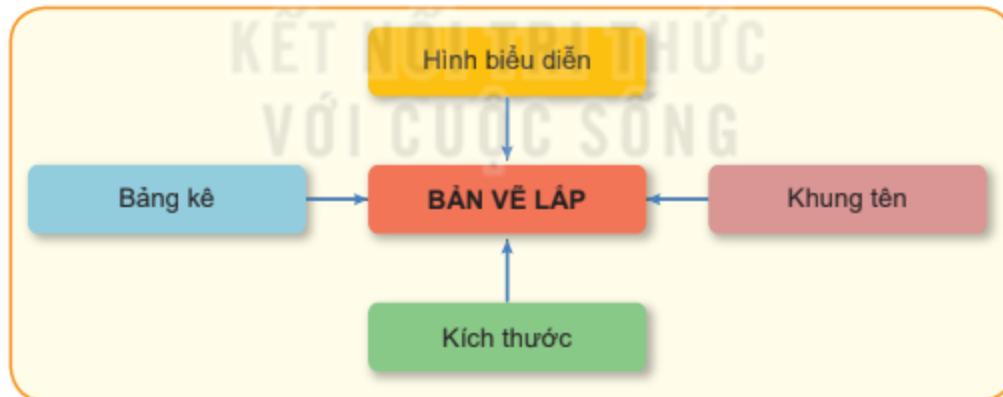 KẾT NỐI TRI THỨC
VỚI CUỘC SỐNG
Hình biểu diễn
Bảng kê
BẢN VẼ LẮP
Khung tên
Kích thước